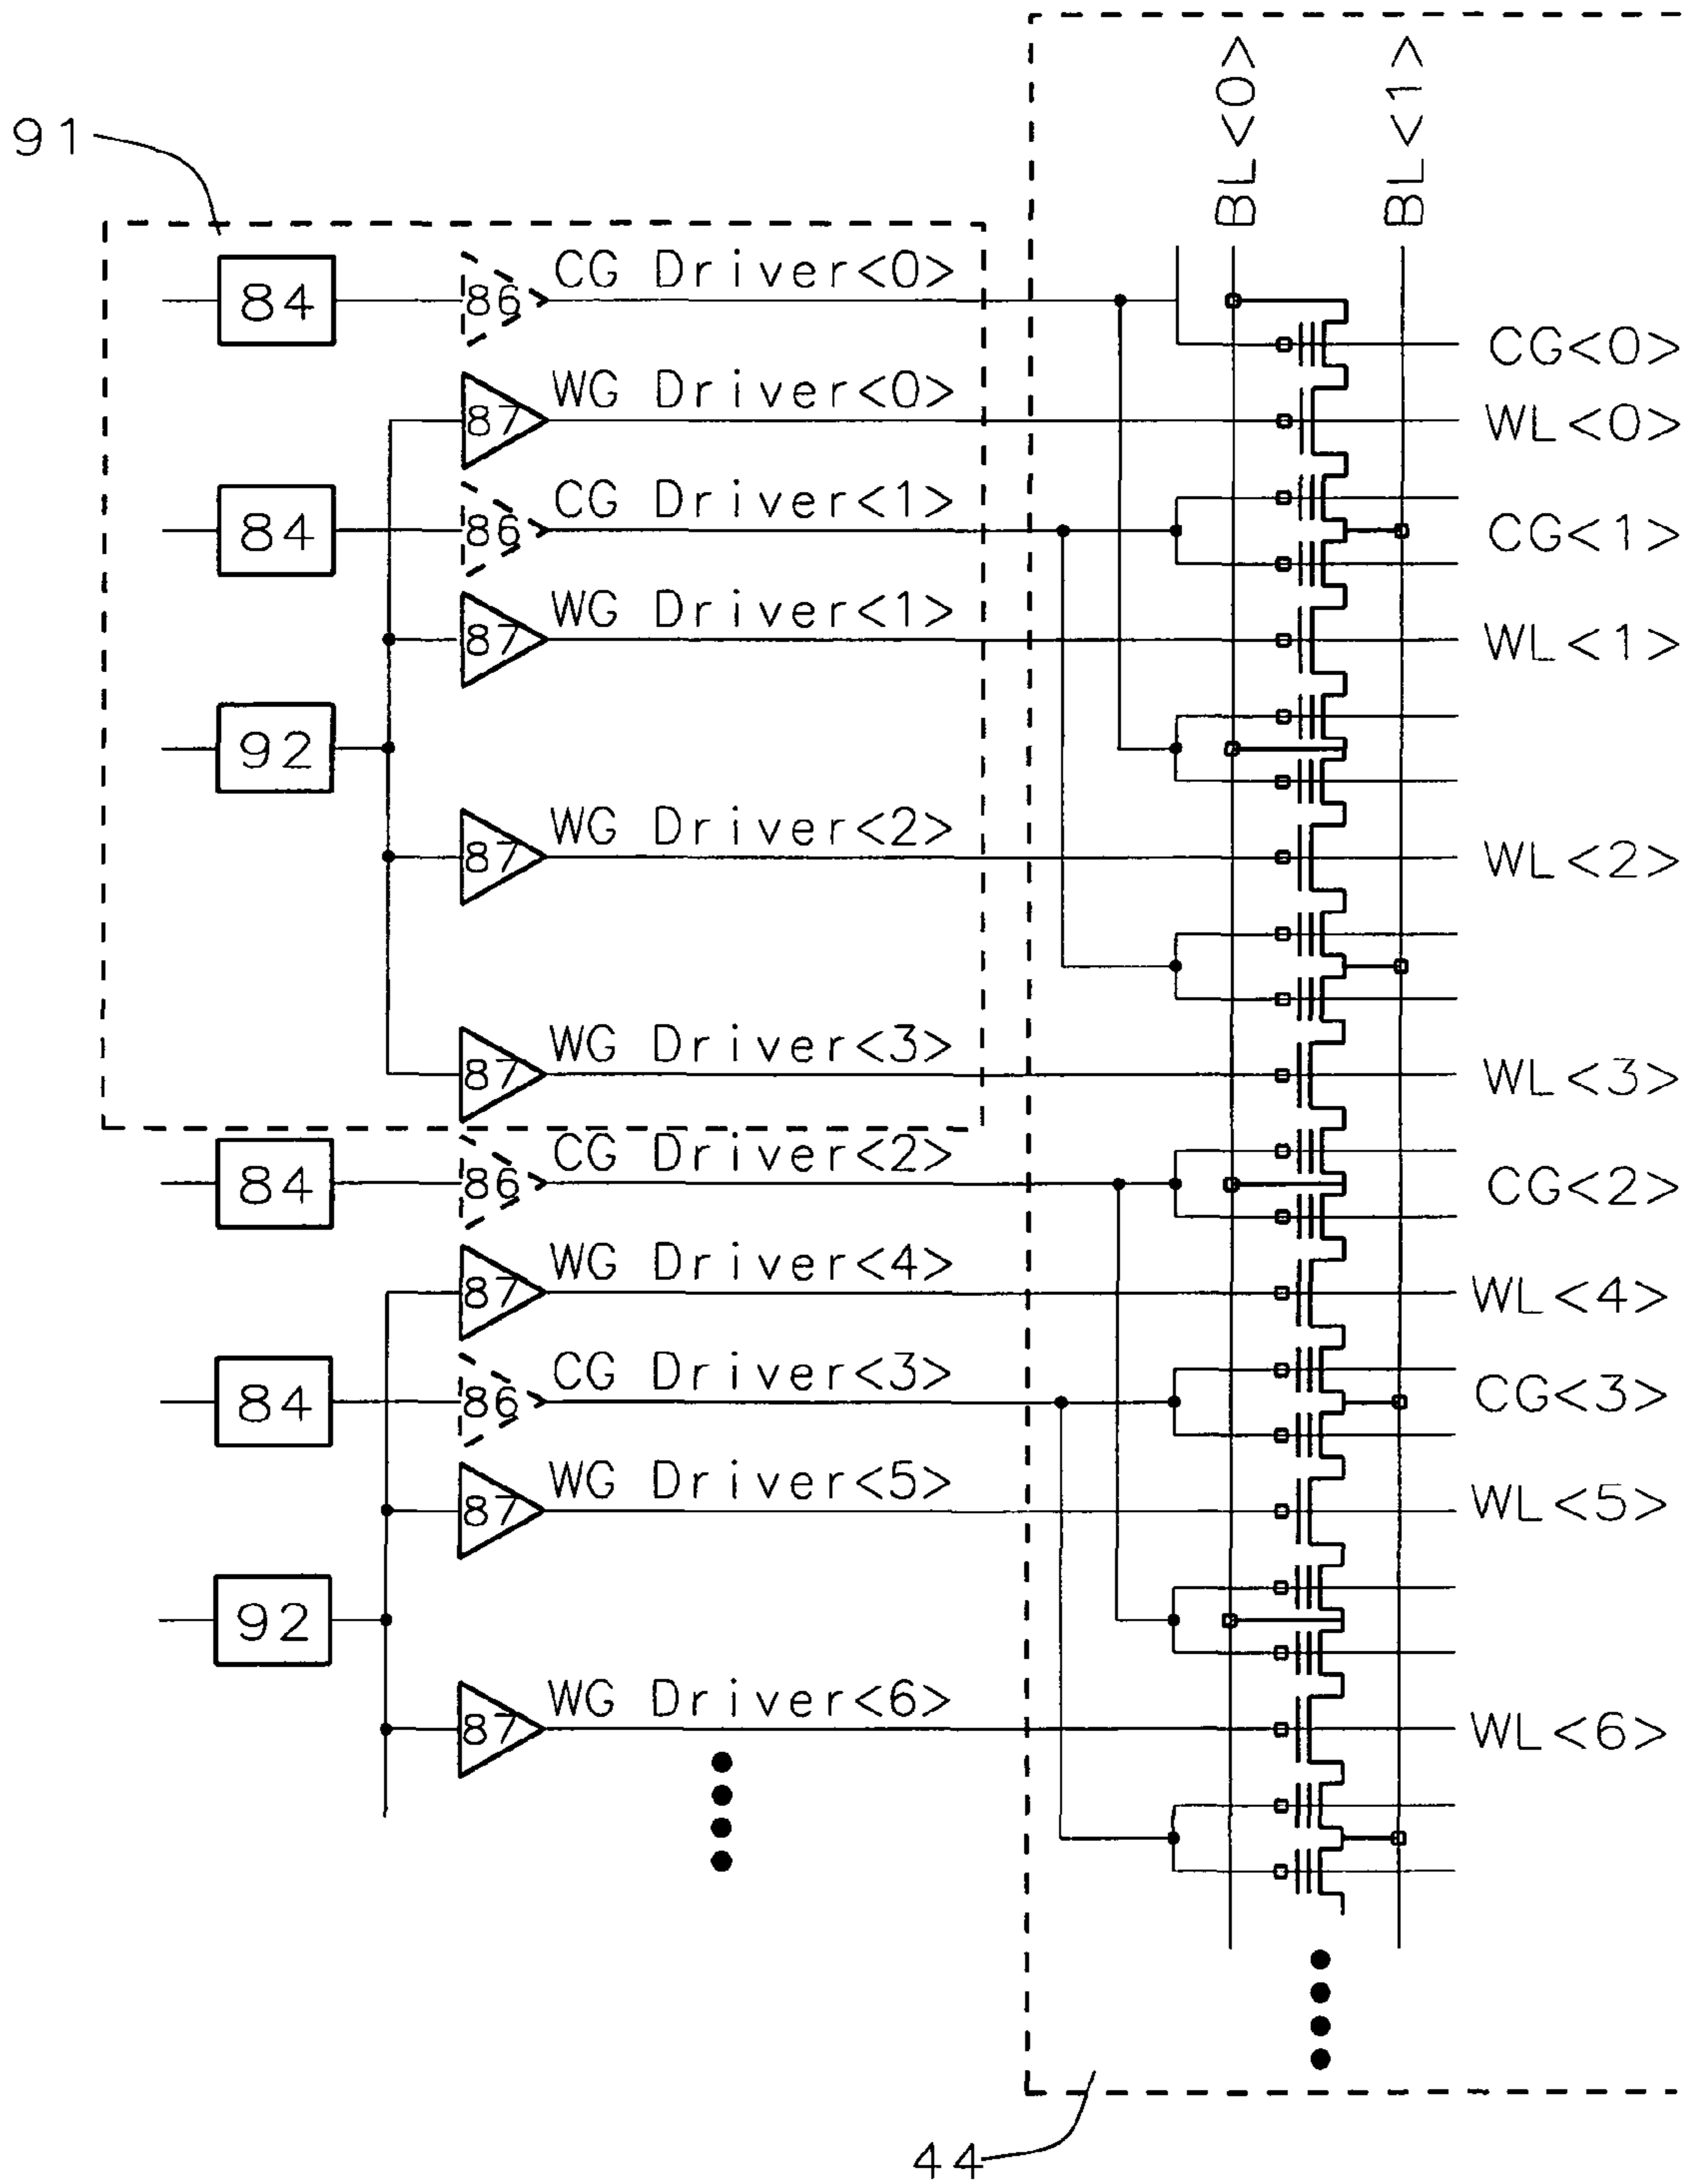 BL<0>
BL<1>
91
84
86
CG Driver<0>
CG<0>
87
WG Driver<0>
WL<0>
84
86
CG Driver<1>
CG<1>
87
WG Driver<1>
WL<1>
92
87
WG Driver<2>
WL<2>
87
WG Driver<3>
WL<3>
84
86
CG Driver<2>
CG<2>
87
WG Driver<4>
WL<4>
84
86
CG Driver<3>
CG<3>
87
WG Driver<5>
WL<5>
92
87
WG Driver<6>
WL<6>
44